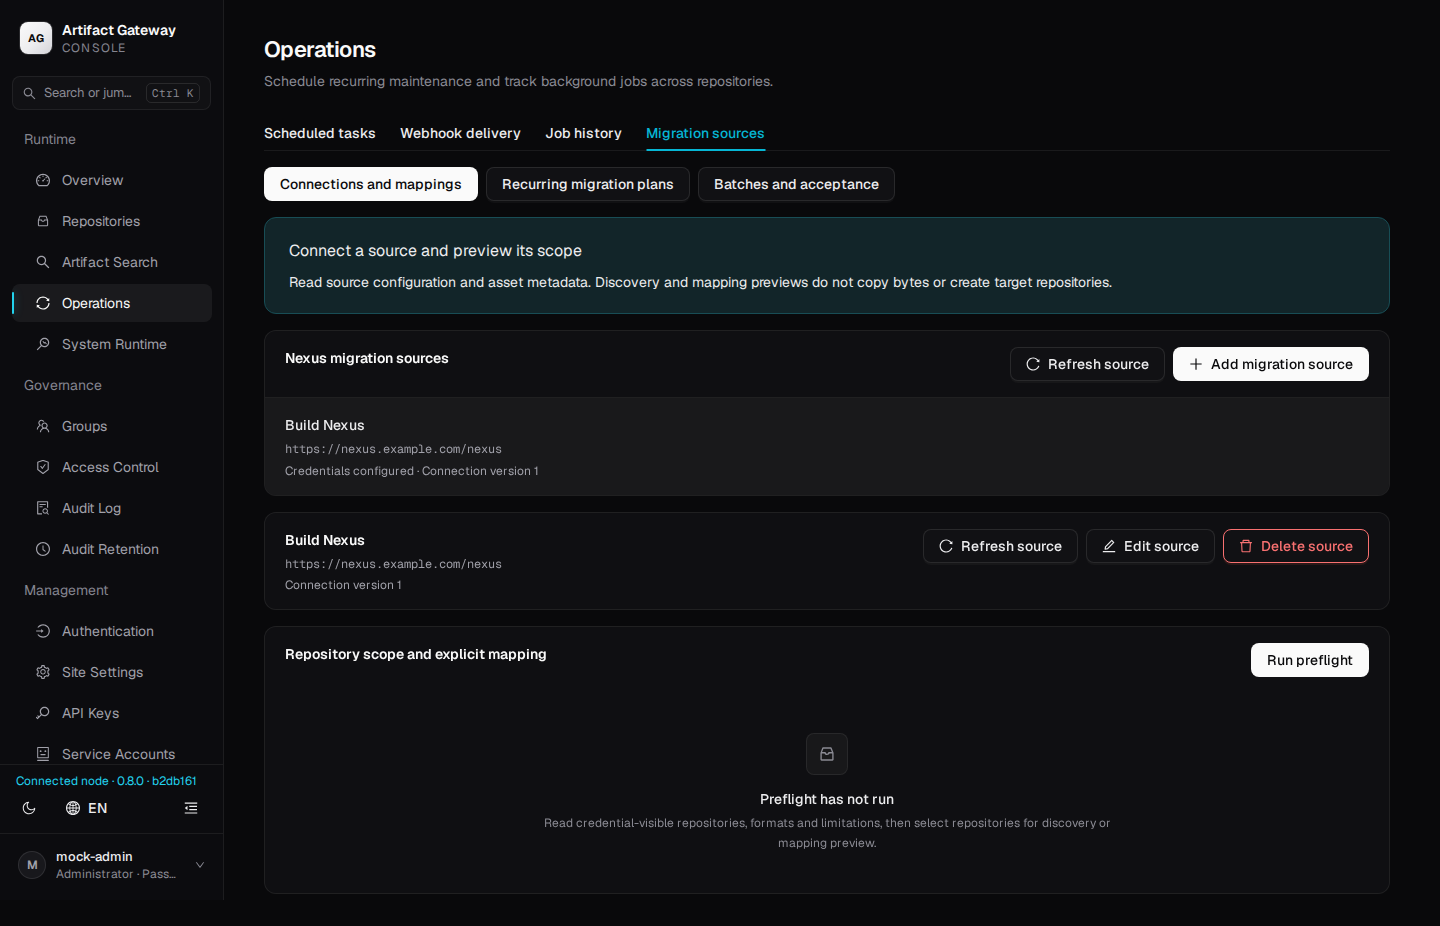 AG
Artifact Gateway
CONSOLE
Search or jum... Ctrl K
Runtime
Overview
Repositories
Artifact Search
Operations
System Runtime
Governance
Groups
Access Control
Audit Log
Audit Retention
Management
Authentication
Site Settings
API Keys
Service Accounts
Connected node · 0.8.0 · b2db161
EN
M
mock-admin
Administrator · Pass...
Operations
Schedule recurring maintenance and track background jobs across repositories.
Scheduled tasks Webhook delivery Job history Migration sources
Connections and mappings Recurring migration plans Batches and acceptance
Connect a source and preview its scope
Read source configuration and asset metadata. Discovery and mapping previews do not copy bytes or create target repositories.
Nexus migration sources Refresh source Add migration source
Build Nexus
https://nexus.example.com/nexus
Credentials configured · Connection version 1
Build Nexus Refresh source Edit source Delete source
https://nexus.example.com/nexus
Connection version 1
Repository scope and explicit mapping Run preflight
Preflight has not run
Read credential-visible repositories, formats and limitations, then select repositories for discovery or
mapping preview.